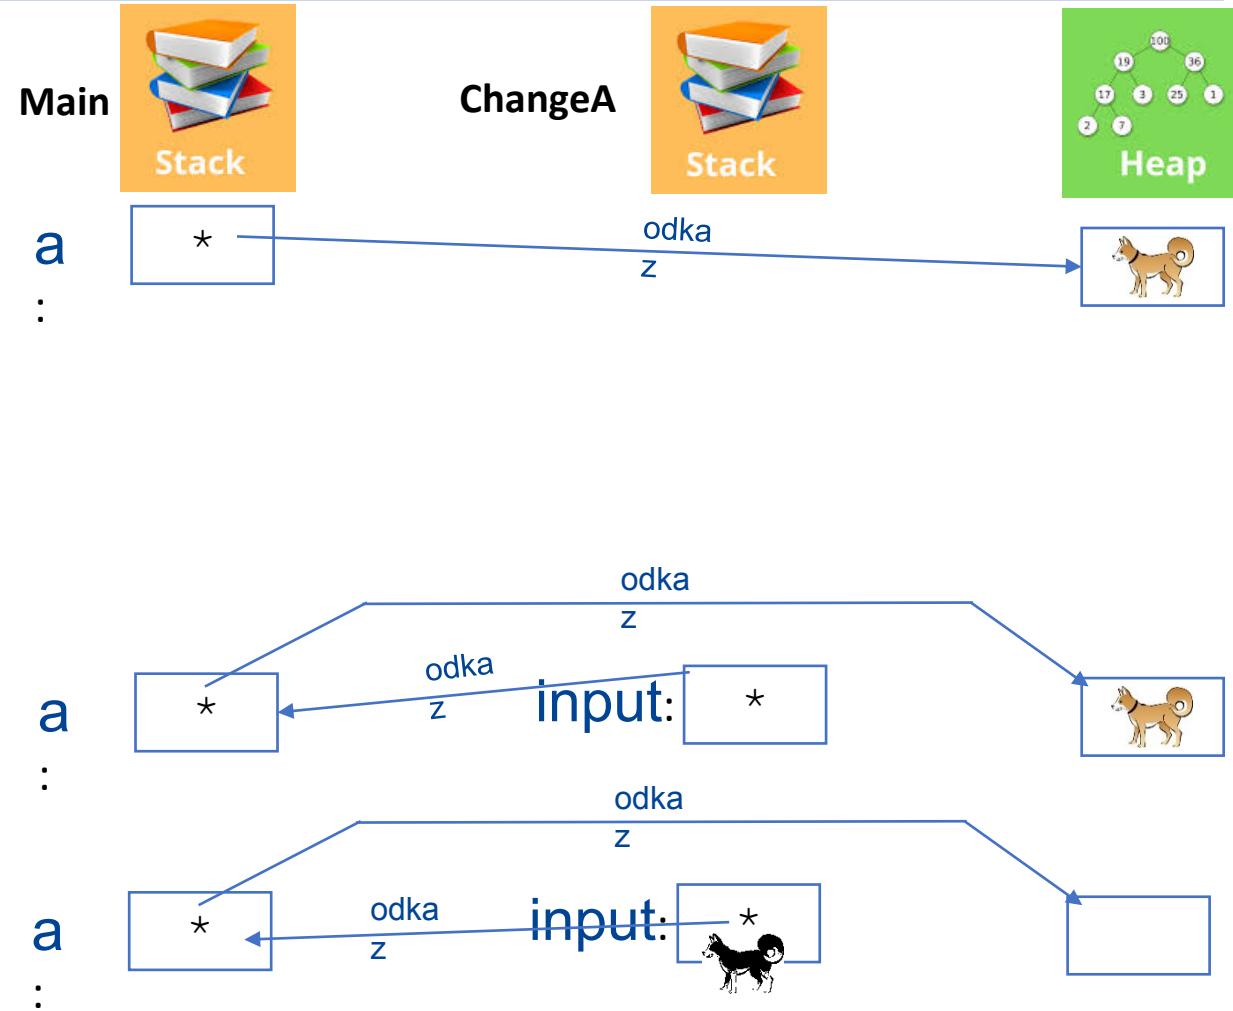 Main
Stack
ChangeA
Stack
100
19
36
17
3
25
1
2
7
Heap
a
:
*
odka
z
odka
z
a
:
*
odka
z
input:
*
odka
z
a
:
*
odka
z
input:
*